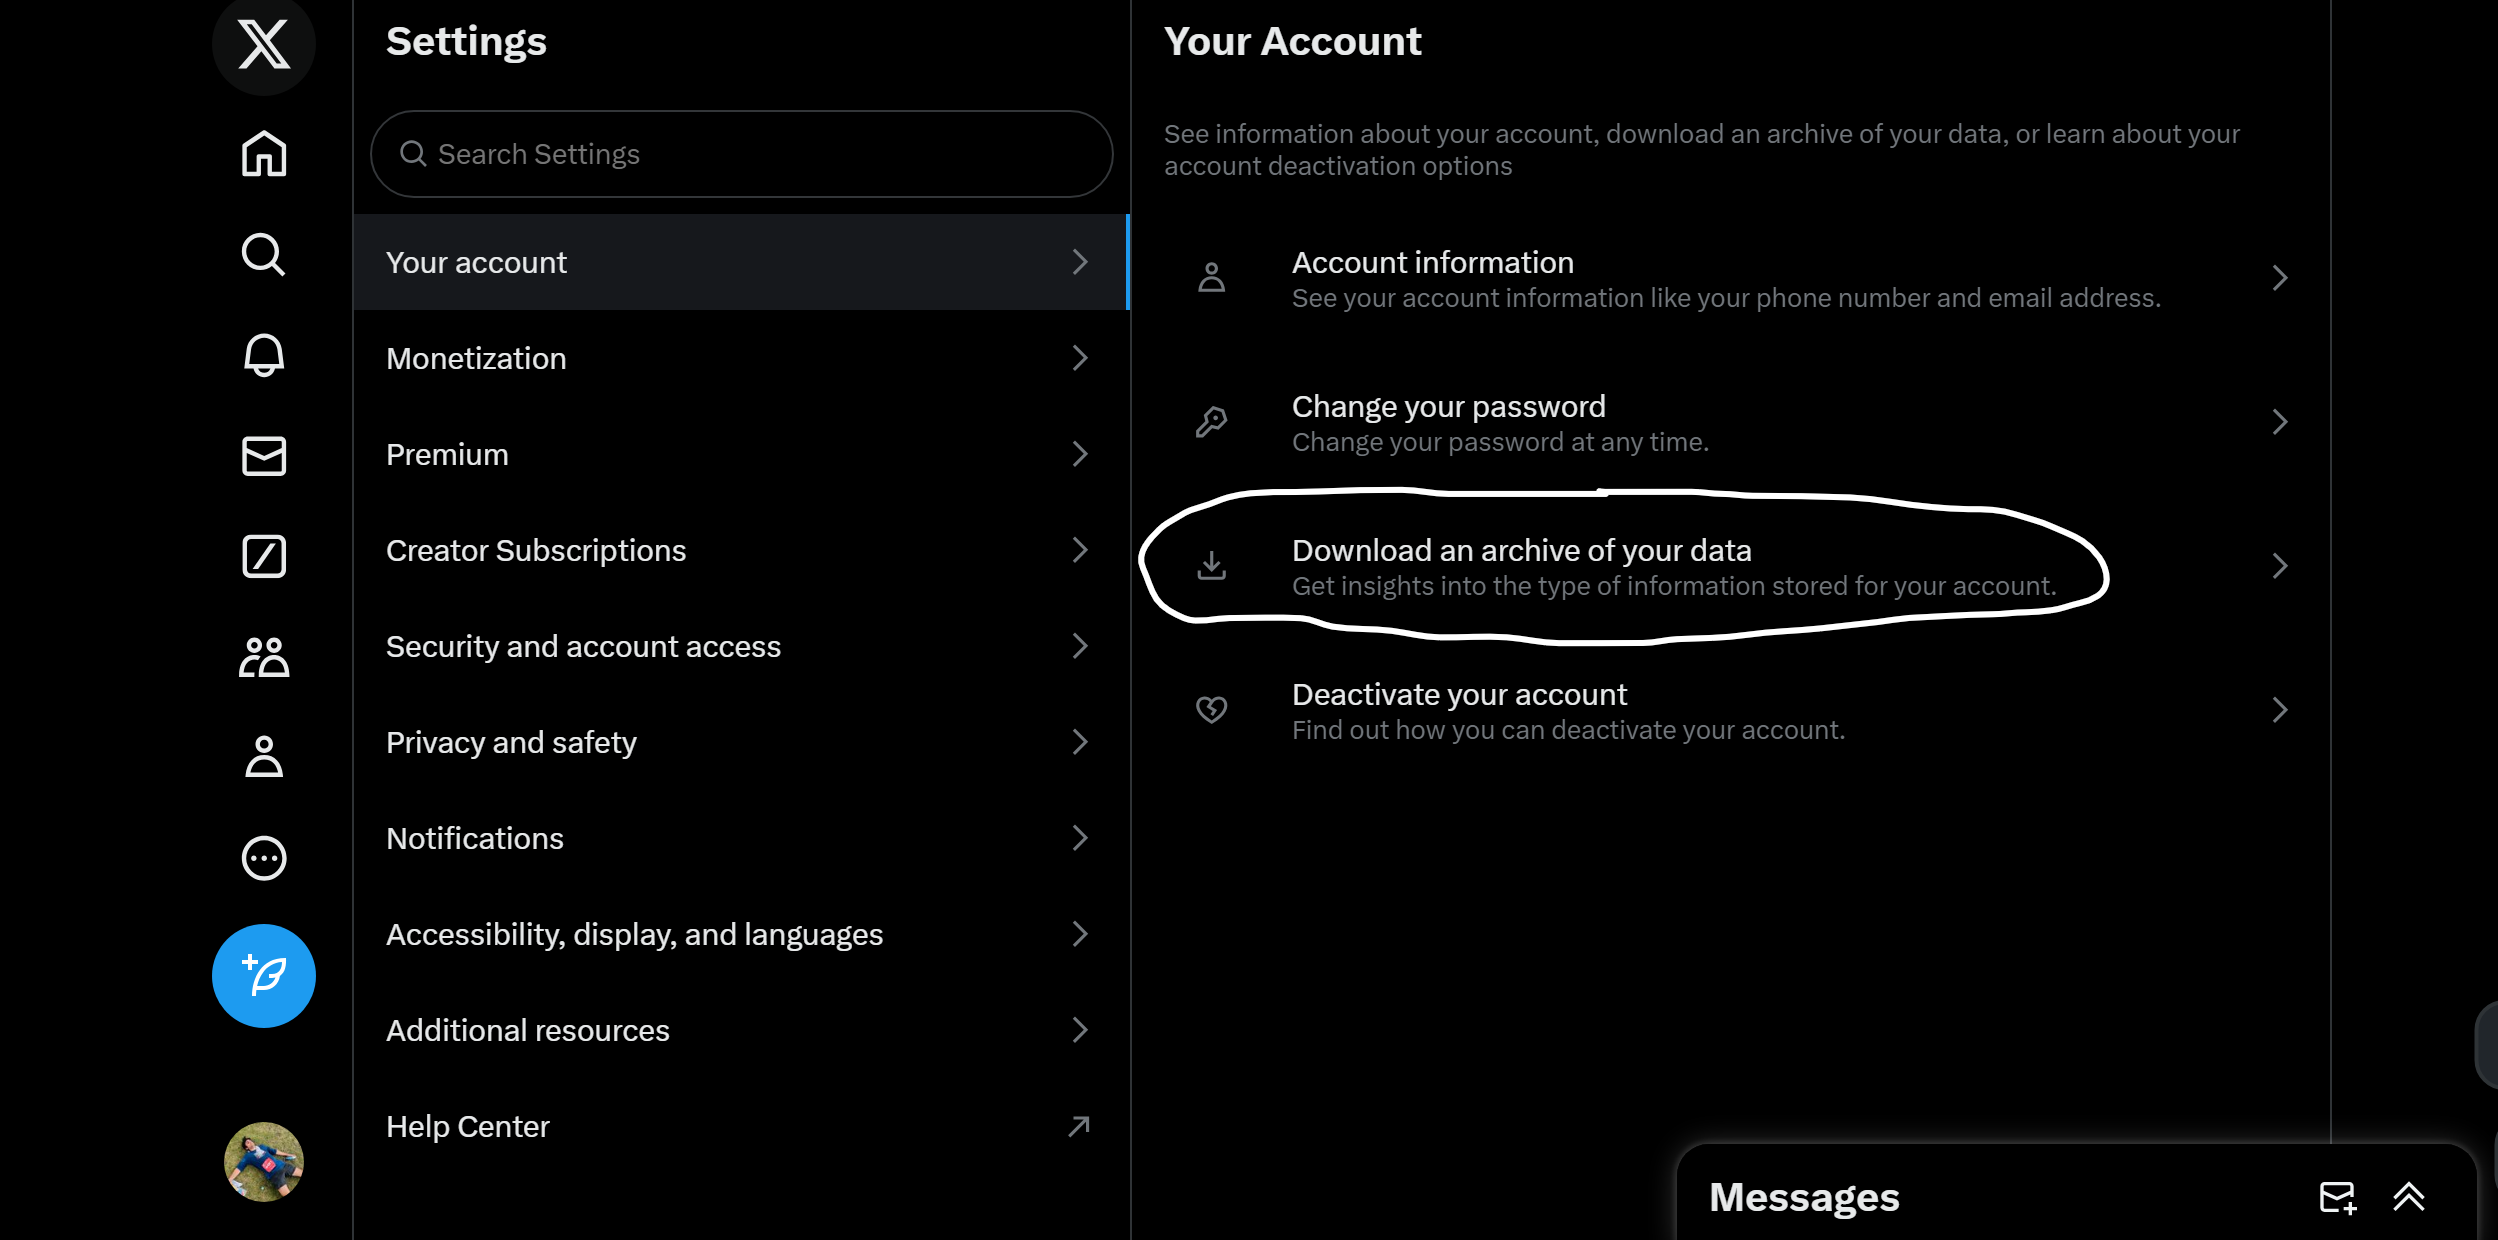 Settings
Search Settings
Your account
Monetization
Premium
Creator Subscriptions
Security and account access
Privacy and safety
Notifications
Accessibility, display, and languages
Additional resources
Help Center
Your Account
See information about your account, download an archive of your data, or learn about your
account deactivation options
Account information
See your account information like your phone number and email address.
Change your password
Change your password at any time.
Download an archive of your data
Get insights into the type of information stored for your account.
Deactivate your account
Find out how you can deactivate your account.
Messages